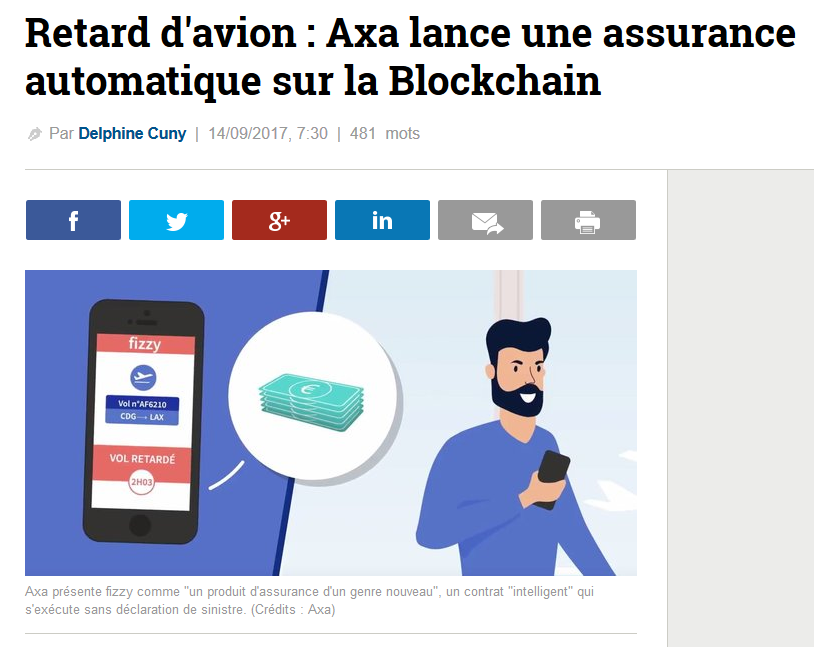 Retard d'avion : Axa lance une assurance
automatique sur la Blockchain
Par Delphine Cuny | 14/09/2017, 7:30 | 481 mots
f
g+
in
fizzy
Vol n°AF6210
CDG → LAX
VOL RETARDÉ
2H03
€
Axa présente fizzy comme "un produit d'assurance d'un genre nouveau", un contrat "intelligent" qui
s'exécute sans déclaration de sinistre. (Crédits : Axa)